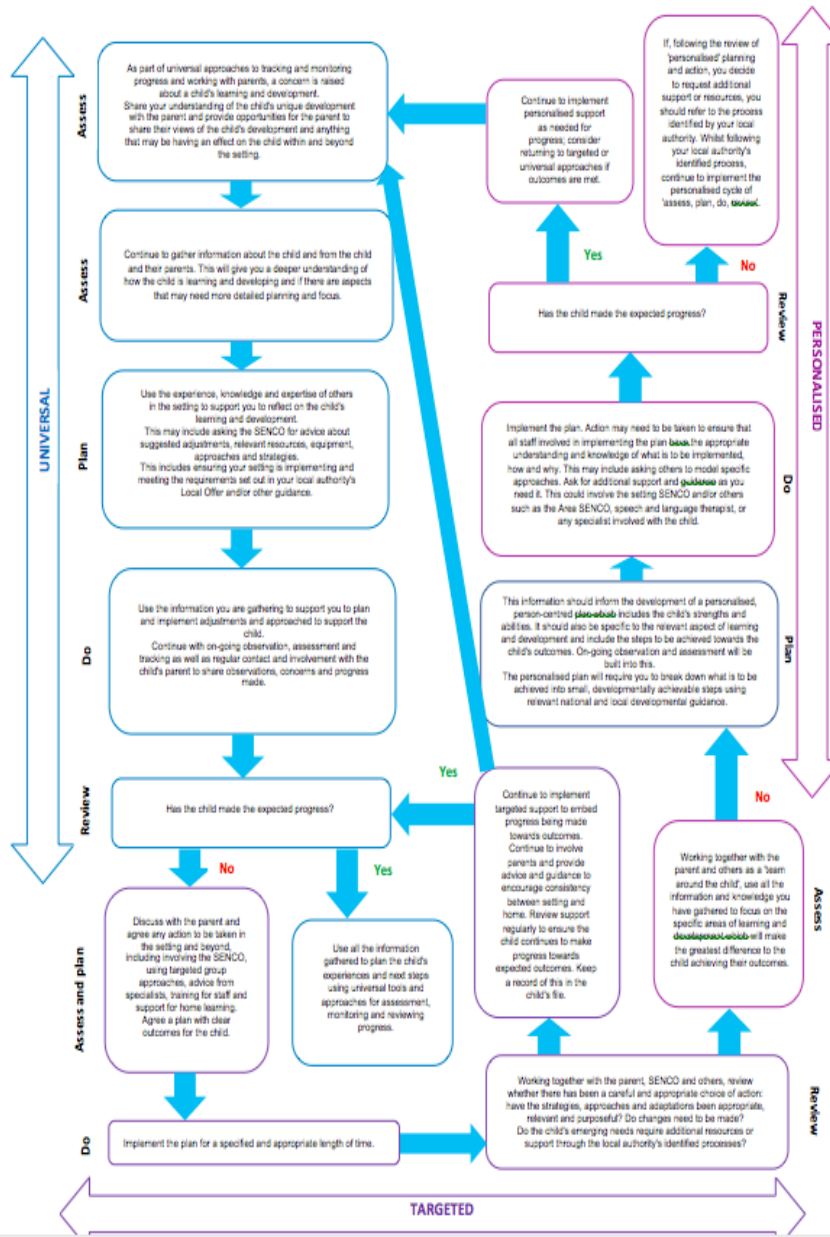 UNIVERSAL
Assess
As part of universal approaches to tracking and monitoring
progress and working with parents, a concern is raised
about a child's learning and development.
Share your understanding of the child's unique development
with the parent and provide opportunities for the parent to
share their views of the child's development and anything
that may be having an effect on the child within and beyond
the setting.
Assess
Continue to gather information about the child and from the child
and their parents. This will give you a deeper understanding of
how the child is learning and developing and if there are aspects
that may need more detailed planning and focus.
Plan
Use the experience, knowledge and expertise of others
in the setting to support you to reflect on the child's
learning and development.
This may include asking the SENCO for advice about
suggested adjustments, relevant resources, equipment,
approaches and strategies.
This includes ensuring your setting is implementing and
meeting the requirements set out in your local authority's
Local Offer and/or other guidance.
Do
Use the information you are gathering to support you to plan
and implement adjustments and approached to support the
child.
Continue with on-going observation, assessment and
tracking as well as regular contact and involvement with the
child's parent to share observations, concerns and progress
made.
Review
Has the child made the expected progress?
No
Yes
Assess and plan
Discuss with the parent and
agree any action to be taken in
the setting and beyond,
including involving the SENCO,
using targeted group
approaches, advice from
specialists, training for staff and
support for home learning.
Agree a plan with clear
outcomes for the child.
Use all the information
gathered to plan the child's
experiences and next steps
using universal tools and
approaches for assessment,
monitoring and reviewing
progress.
Do
Implement the plan for a specified and appropriate length of time.
TARGETED
Review
Working together with the parent, SENCO and others, review
whether there has been a careful and appropriate choice of action:
have the strategies, approaches and adaptations been appropriate,
relevant and purposeful? Do changes need to be made?
Do the child's emerging needs require additional resources or
support through the local authority's identified processes?
Yes
Continue to implement
targeted support to embed
progress being made
towards outcomes.
Continue to involve
parents and provide
advice and guidance to
encourage consistency
between setting and
home. Review support
regularly to ensure the
child continues to make
progress towards
expected outcomes. Keep
a record of this in the
child's file.
Assess
Working together with the
parent and others as a 'team
around the child', use all the
information and knowledge you
have gathered to focus on the
specific areas of learning and
development which will make
the greatest difference to the
child achieving their outcomes.
No
PERSONALISED
Plan
This information should inform the development of a personalised,
person-centred plan which includes the child's strengths and
abilities. It should also be specific to the relevant aspect of learning
and development and include the steps to be achieved towards the
child's outcomes. On-going observation and assessment will be
built into this.
The personalised plan will require you to break down what is to be
achieved into small, developmentally achievable steps using
relevant national and local developmental guidance.
Do
Implement the plan. Action may need to be taken to ensure that
all staff involved in implementing the plan have the appropriate
understanding and knowledge of what is to be implemented,
how and why. This may include asking others to model specific
approaches. Ask for additional support and guidance as you
need it. This could involve the setting SENCO and/or others
such as the Area SENCO, speech and language therapist, or
any specialist involved with the child.
Review
Has the child made the expected progress?
Yes
No
Continue to implement
personalised support
as needed for
progress; consider
returning to targeted or
universal approaches if
outcomes are met.
If, following the review of
'personalised' planning
and action, you decide
to request additional
support or resources, you
should refer to the process
identified by your local
authority. Whilst following
your local authority's
identified process,
continue to implement the
personalised cycle of
'assess, plan, do, review'.